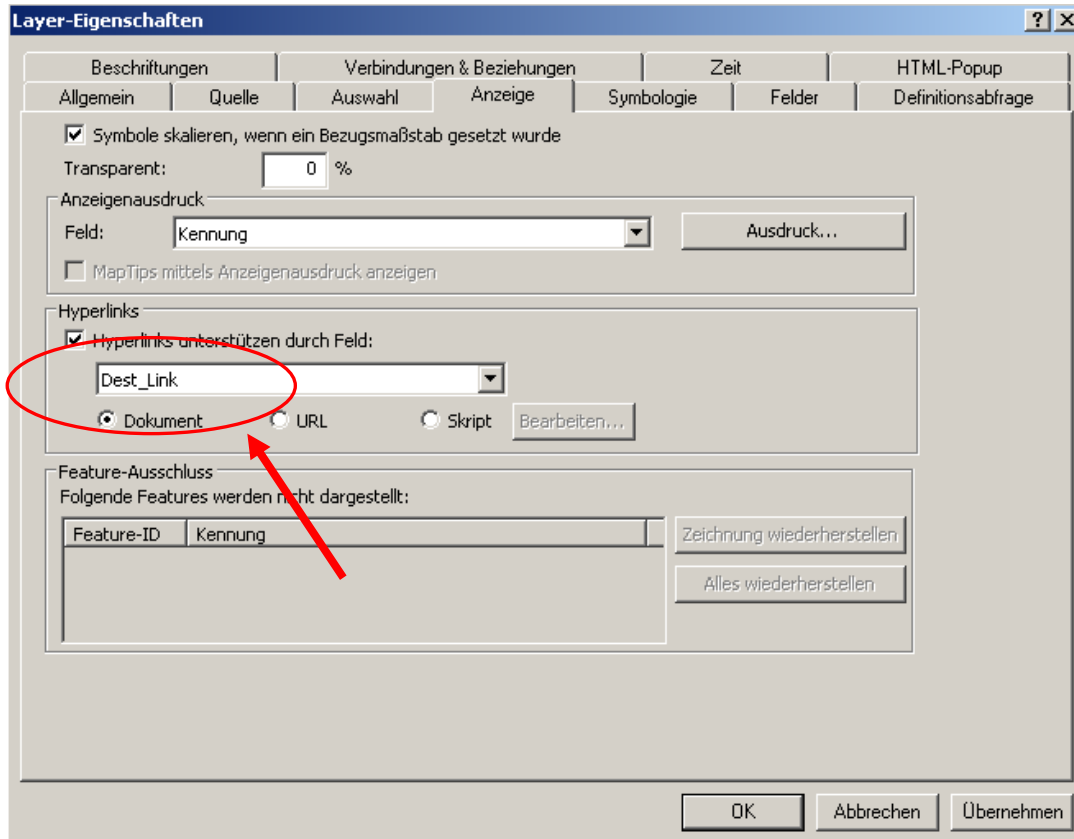 Layer-Eigenschaften
Beschriftungen Verbindungen & Beziehungen Zeit HTML-Popup
Allgemein Quelle Auswahl Anzeige Symbologie Felder Definitionsabfrage
Symbole skalieren, wenn ein Bezugsmaßstab gesetzt wurde
Transparent: 0 %
Anzeigenausdruck
Feld: Kennung Ausdruck...
MapTips mittels Anzeigenausdruck anzeigen
Hyperlinks
Hyperlinks unterstützen durch Feld:
Dest_Link
Dokument URL Skript Bearbeiten...
Feature-Ausschluss
Folgende Features werden nicht dargestellt:
Feature-ID Kennung Zeichnung wiederherstellen
Alles wiederherstellen
OK Abbrechen Übernehmen